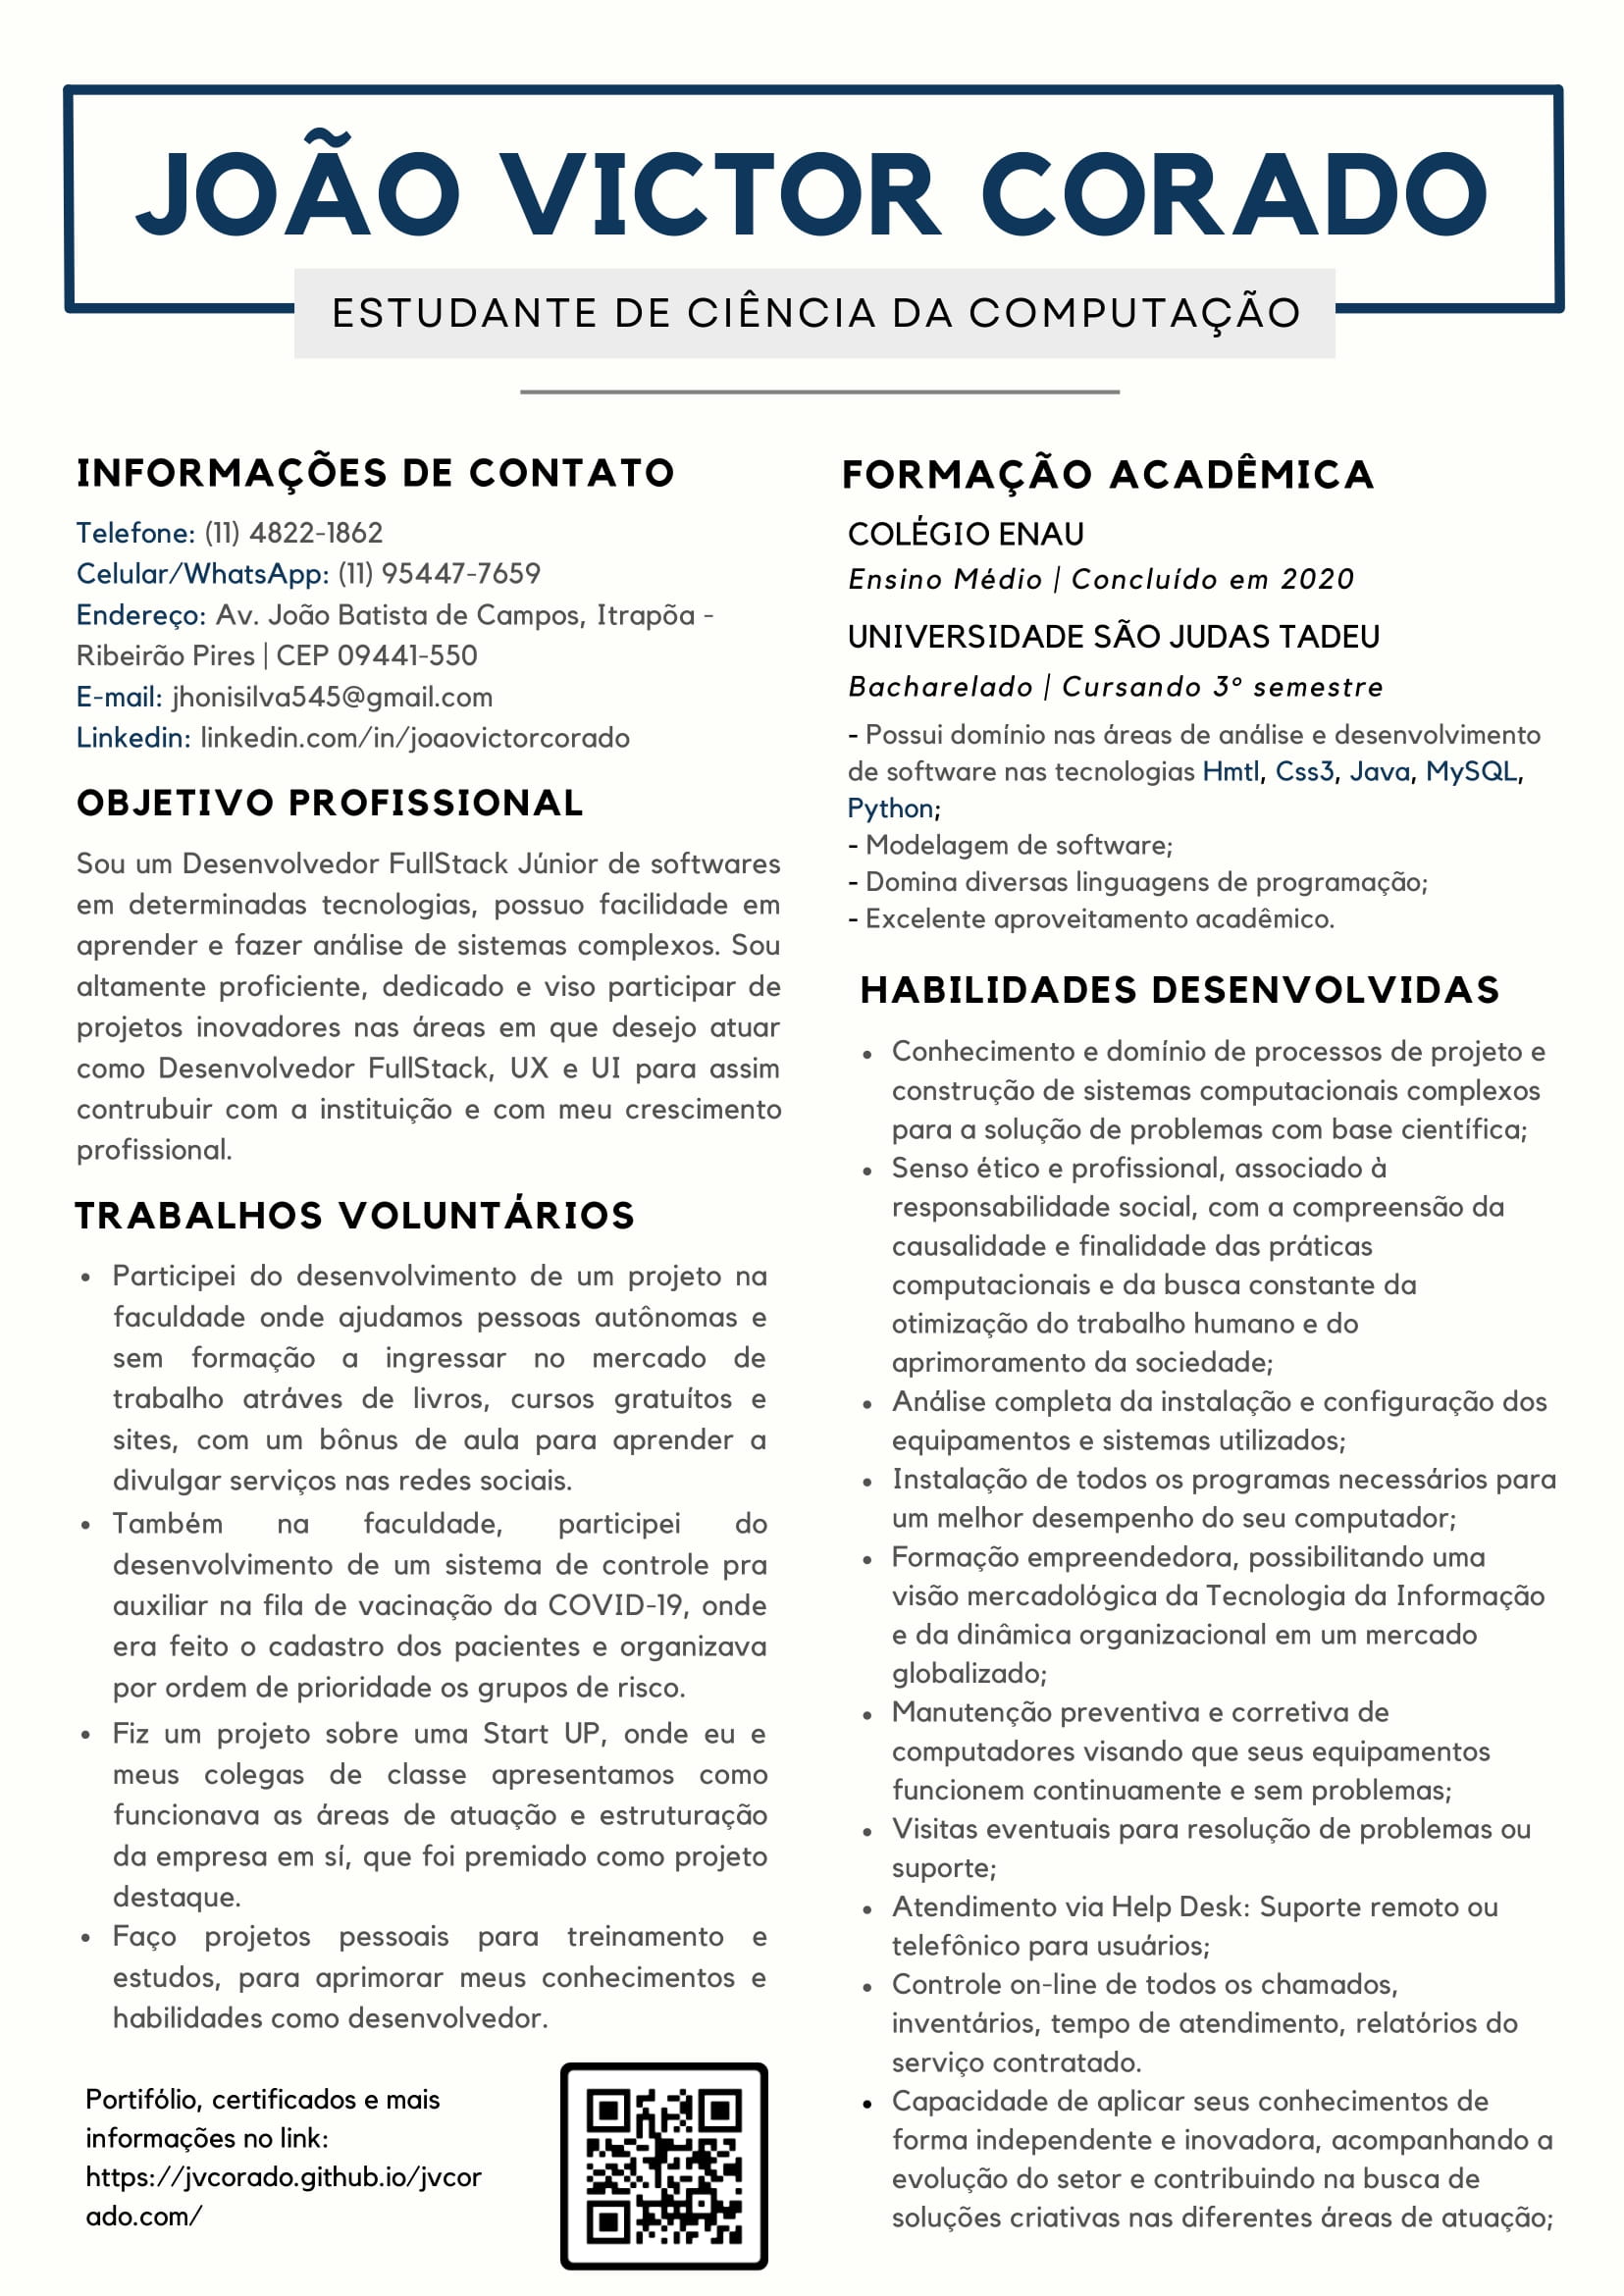 JOÃO VICTOR CORADO
ESTUDANTE DE CIÊNCIA DA COMPUTAÇÃO
INFORMAÇÕES DE CONTATO
Telefone: (11) 4822-1862
Celular/WhatsApp: (11) 95447-7659
Endereço: Av. João Batista de Campos, Itrapõa -
Ribeirão Pires | CEP 09441-550
E-mail: jhonisilva545@gmail.com
Linkedin: linkedin.com/in/joaovictorcorado
OBJETIVO PROFISSIONAL
Sou um Desenvolvedor FullStack Júnior de softwares
em determinadas tecnologias, possuo facilidade em
aprender e fazer análise de sistemas complexos. Sou
altamente proficiente, dedicado e viso participar de
projetos inovadores nas áreas em que desejo atuar
como Desenvolvedor FullStack, UX e UI para assim
contrubuir com a instituição e com meu crescimento
profissional.
TRABALHOS VOLUNTÁRIOS
• Participei do desenvolvimento de um projeto na
faculdade onde ajudamos pessoas autônomas e
sem formação a ingressar no mercado de
trabalho atráves de livros, cursos gratuítos e
sites, com um bônus de aula para aprender a
divulgar serviços nas redes sociais.
• Também na faculdade, participei do
desenvolvimento de um sistema de controle pra
auxiliar na fila de vacinação da COVID-19, onde
era feito o cadastro dos pacientes e organizava
por ordem de prioridade os grupos de risco.
• Fiz um projeto sobre uma Start UP, onde eu e
meus colegas de classe apresentamos como
funcionava as áreas de atuação e estruturação
da empresa em sí, que foi premiado como projeto
destaque.
• Faço projetos pessoais para treinamento e
estudos, para aprimorar meus conhecimentos e
habilidades como desenvolvedor.
Portifólio, certificados e mais
informações no link:
https://jvcorado.github.io/jvcor
ado.com/
FORMAÇÃO ACADÊMICA
COLÉGIO ENAU
Ensino Médio | Concluído em 2020
UNIVERSIDADE SÃO JUDAS TADEU
Bacharelado | Cursando 3º semestre
- Possui domínio nas áreas de análise e desenvolvimento
de software nas tecnologias Hmtl, Css3, Java, MySQL,
Python;
- Modelagem de software;
- Domina diversas linguagens de programação;
- Excelente aproveitamento acadêmico.
HABILIDADES DESENVOLVIDAS
• Conhecimento e domínio de processos de projeto e
construção de sistemas computacionais complexos
para a solução de problemas com base científica;
• Senso ético e profissional, associado à
responsabilidade social, com a compreensão da
causalidade e finalidade das práticas
computacionais e da busca constante da
otimização do trabalho humano e do
aprimoramento da sociedade;
• Análise completa da instalação e configuração dos
equipamentos e sistemas utilizados;
• Instalação de todos os programas necessários para
um melhor desempenho do seu computador;
• Formação empreendedora, possibilitando uma
visão mercadológica da Tecnologia da Informação
e da dinâmica organizacional em um mercado
globalizado;
• Manutenção preventiva e corretiva de
computadores visando que seus equipamentos
funcionem continuamente e sem problemas;
• Visitas eventuais para resolução de problemas ou
suporte;
• Atendimento via Help Desk: Suporte remoto ou
telefônico para usuários;
• Controle on-line de todos os chamados,
inventários, tempo de atendimento, relatórios do
serviço contratado.
• Capacidade de aplicar seus conhecimentos de
forma independente e inovadora, acompanhando a
evolução do setor e contribuindo na busca de
soluções criativas nas diferentes áreas de atuação;